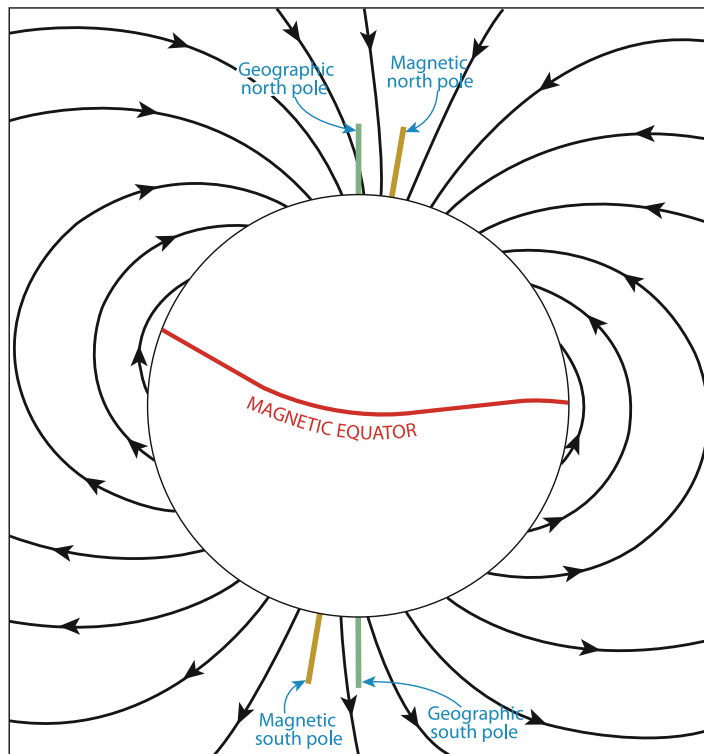 Geographic
north pole
Magnetic
north pole
MAGNETIC EQUATOR
Magnetic
south pole
Geographic
south pole